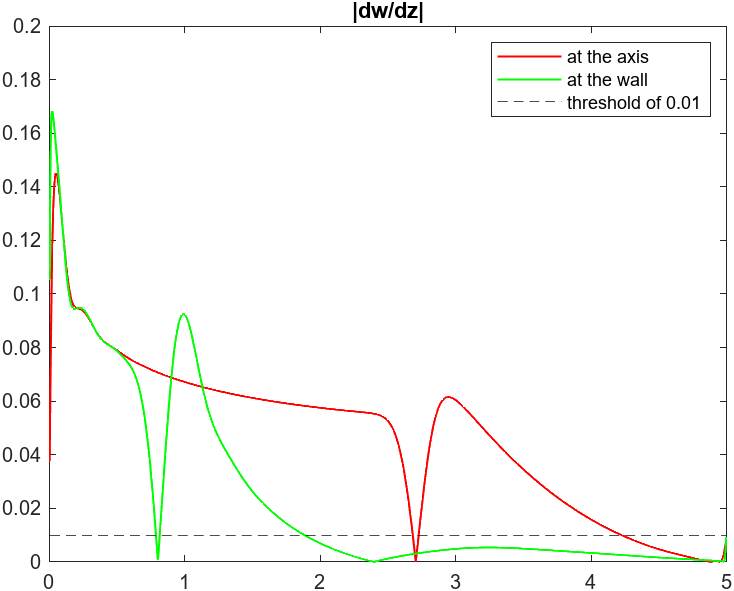 |dw/dz|
0.2
0.18
0.16
0.14
0.12
0.1
0.08
0.06
0.04
0.02
0
at the axis
at the wall
threshold of 0.01
0 1 2 3 4 5